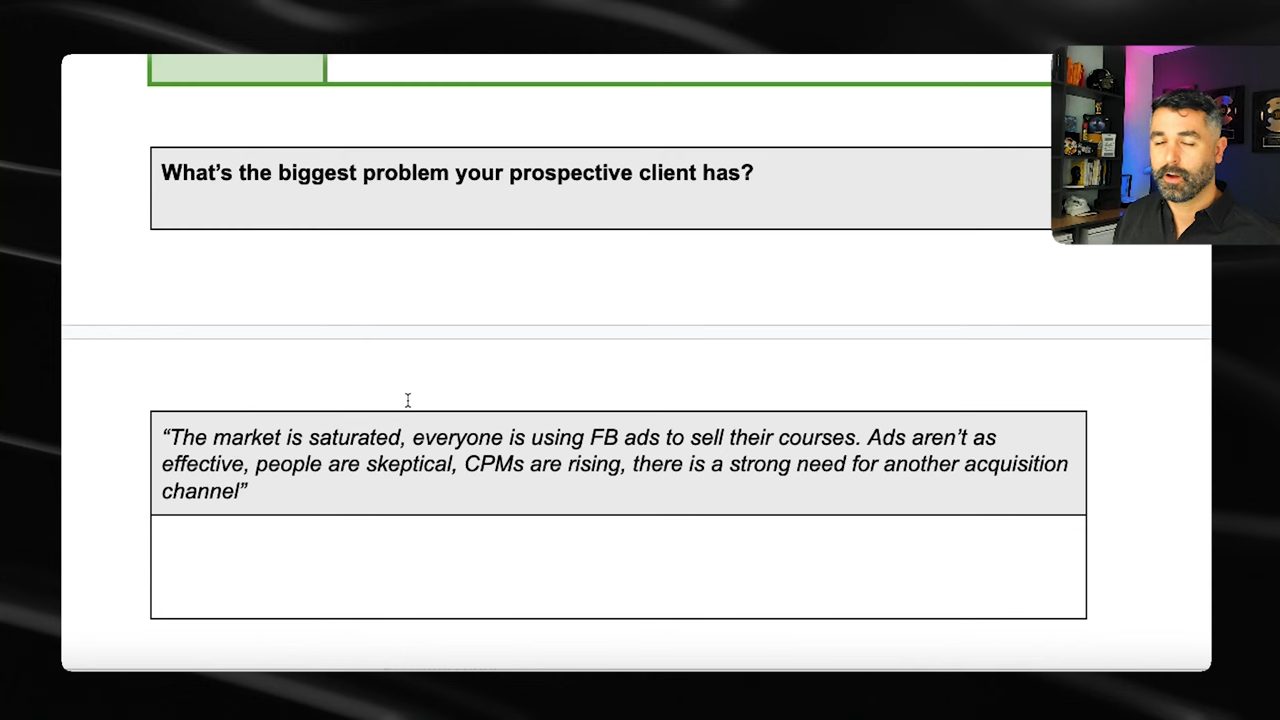 What’s the biggest problem your prospective client has?
“The market is saturated, everyone is using FB ads to sell their courses. Ads aren’t as
effective, people are skeptical, CPMs are rising, there is a strong need for another acquisition
channel”